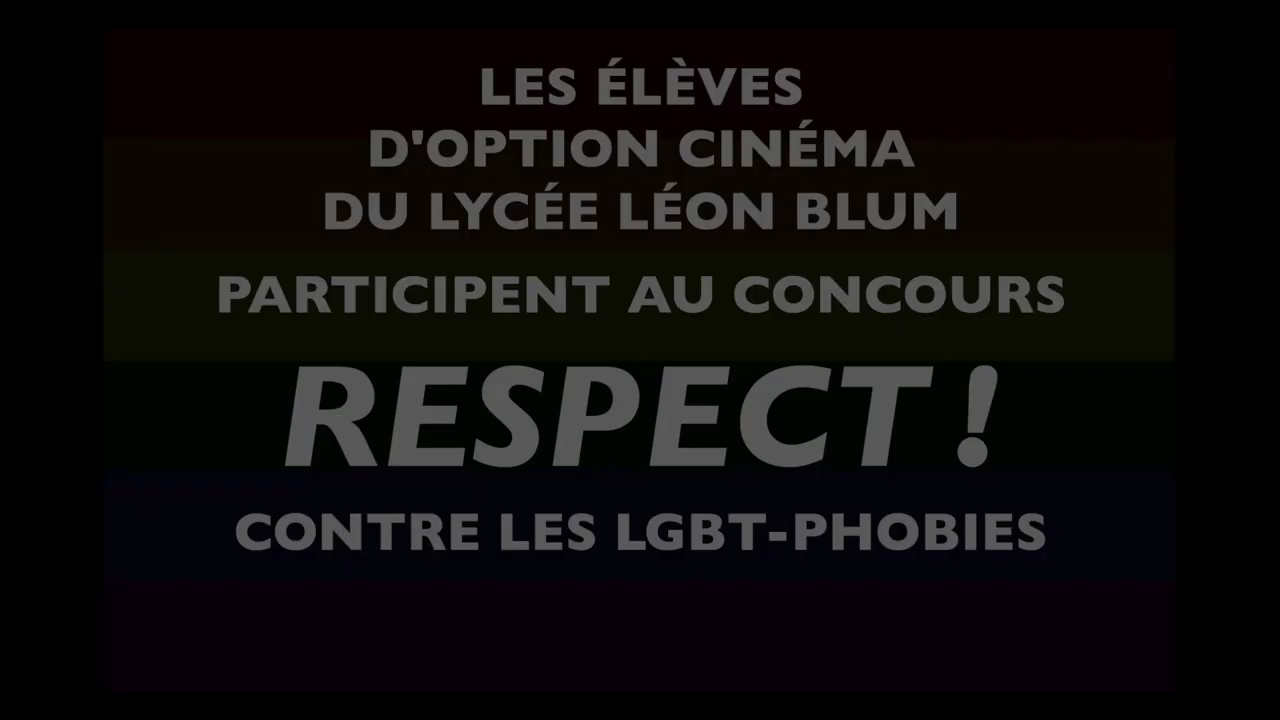 LES ÉLÈVES
D'OPTION CINÉMA
DU LYCÉE LÉON BLUM
PARTICIPENT AU CONCOURS
RESPECT !
CONTRE LES LGBT-PHOBIES